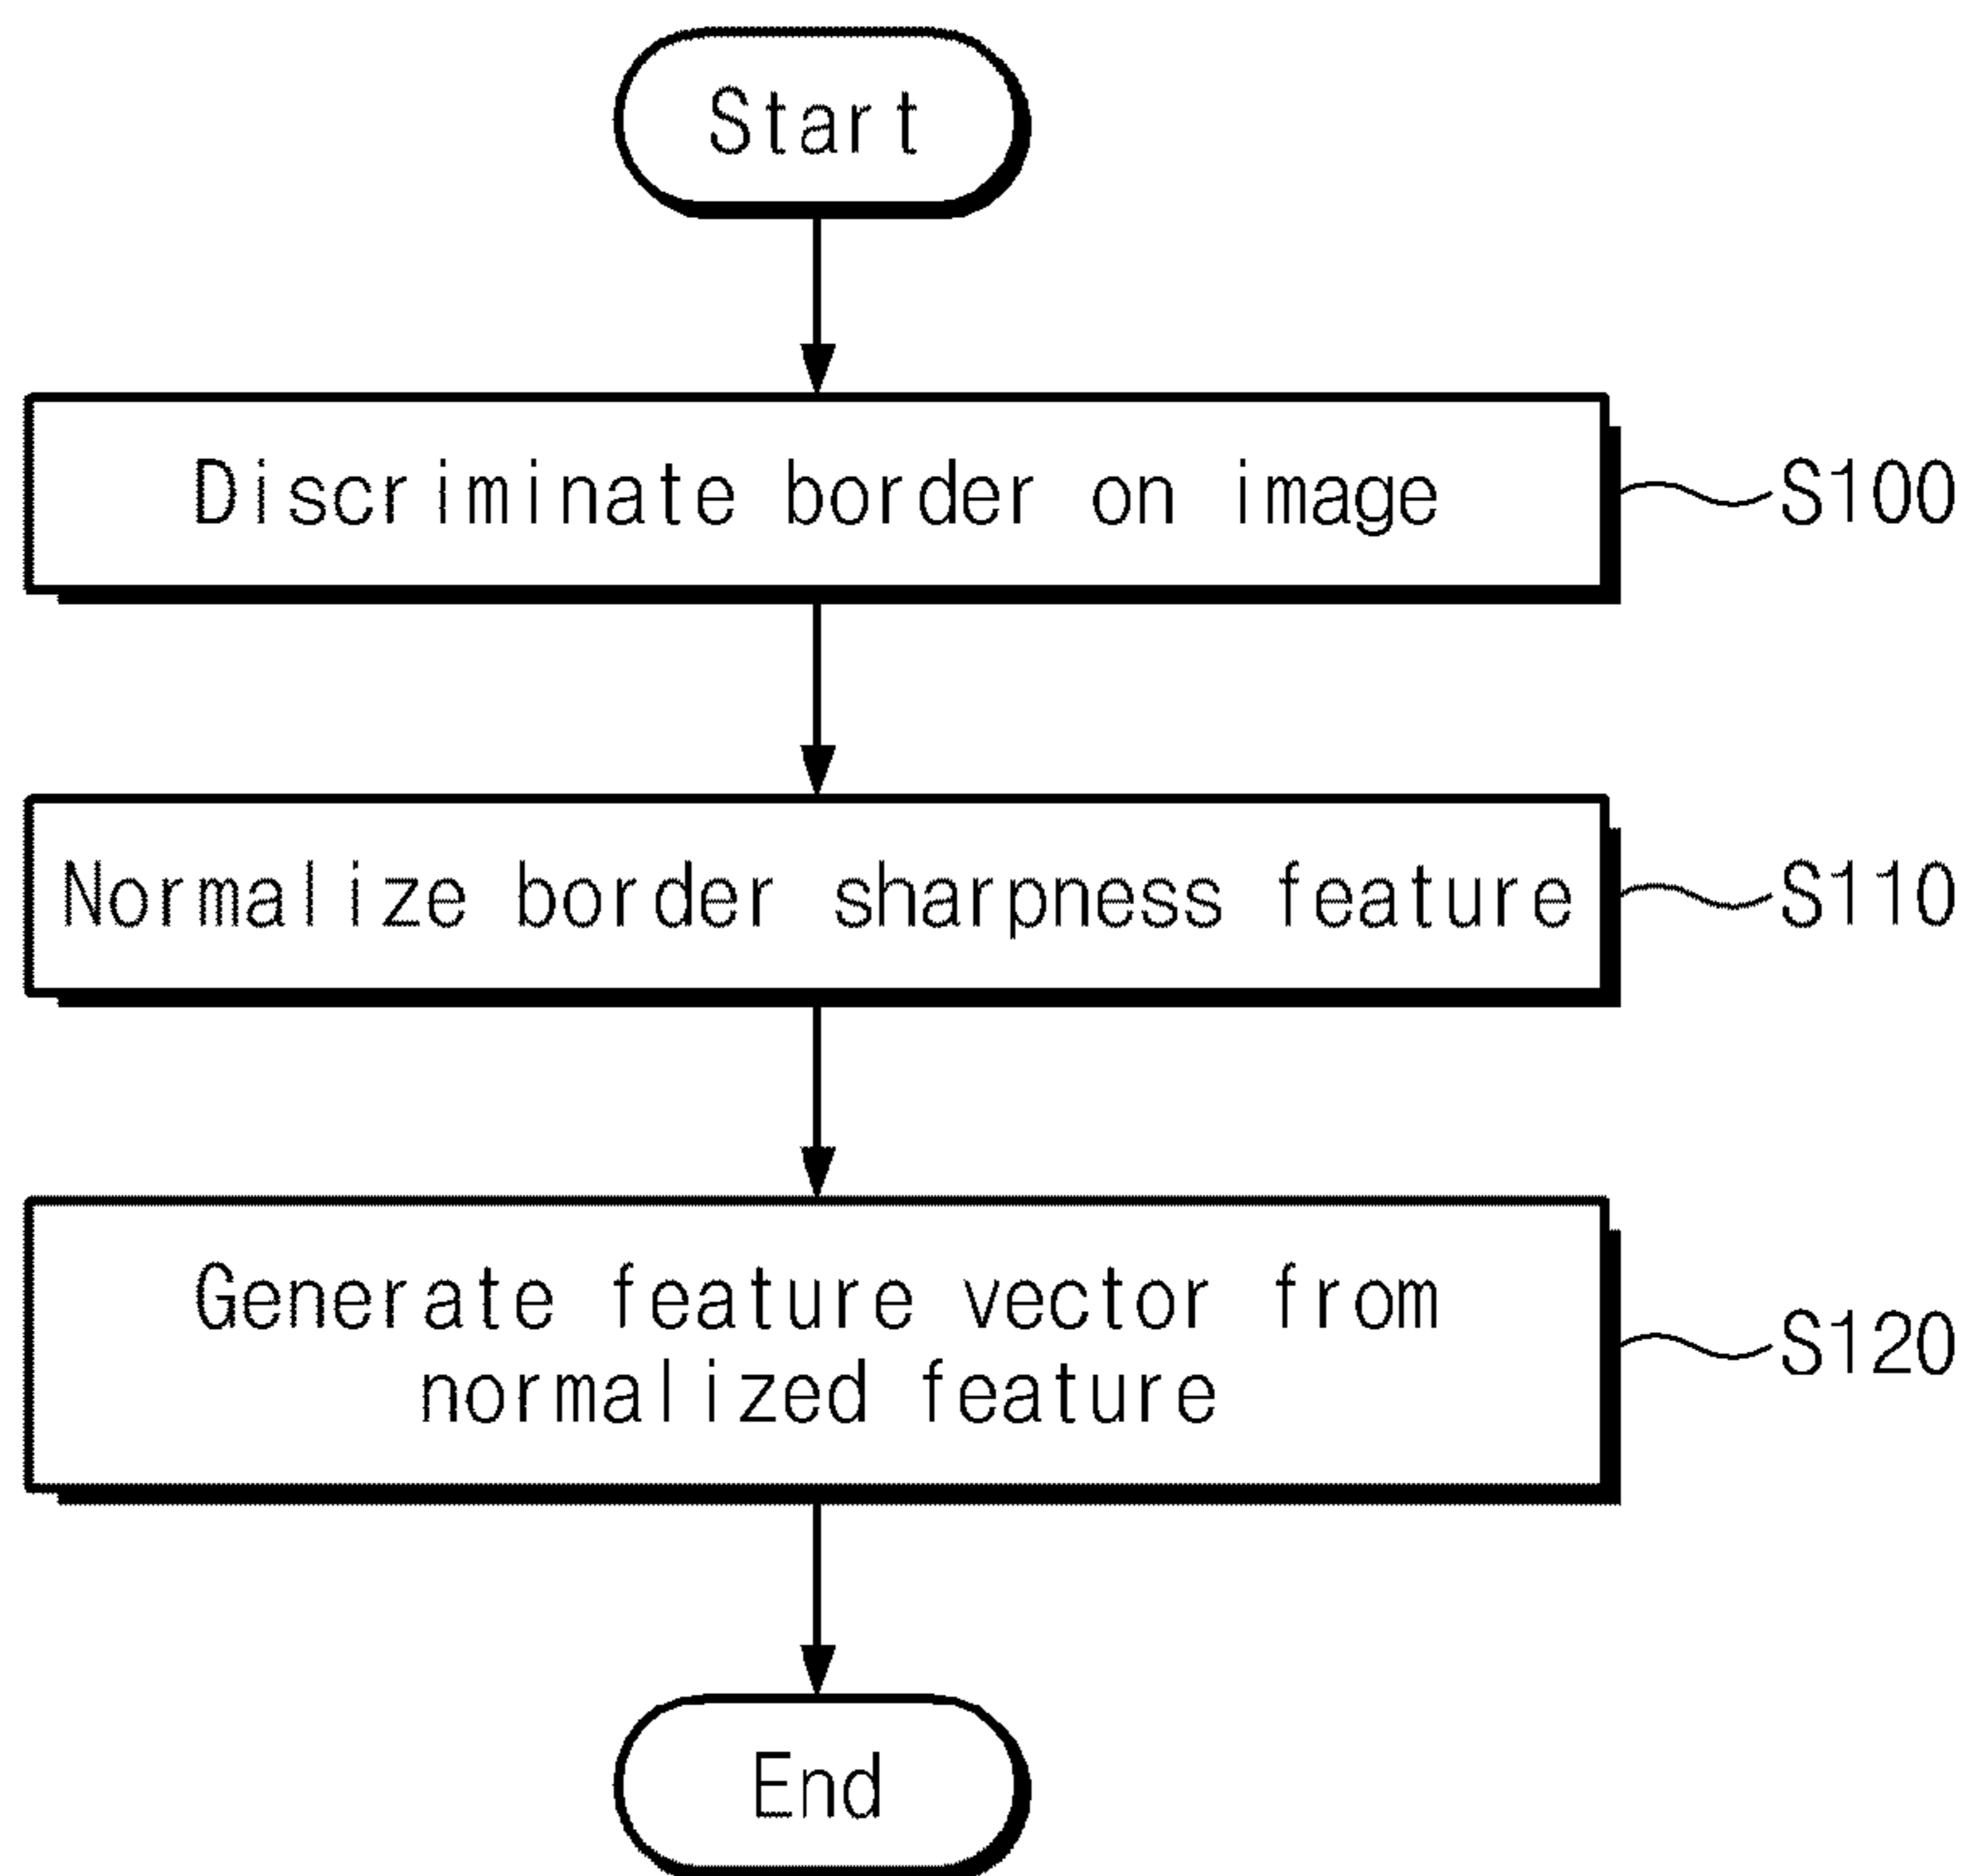 Start
Discriminate border on image
S100
Normalize border sharpness feature
S110
Generate feature vector from
normalized feature
S120
End